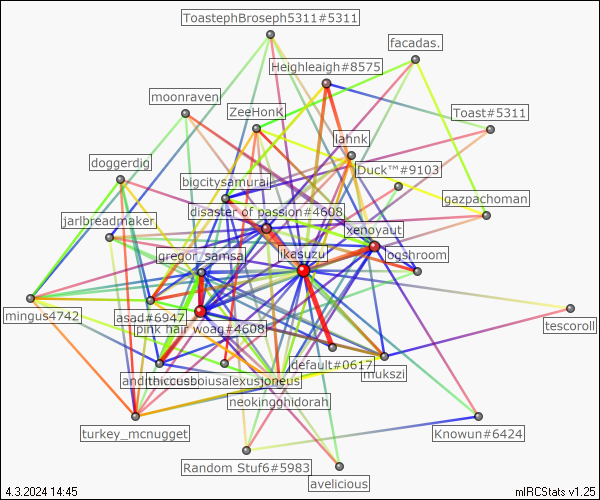 ToastephBroseph5311#5311
facadas.
Heighleaigh#8575
moonraven
ZeeHonK
Toast#5311
lahnk
doggerdig
Duck™#9103
bigcitysamurai
gazpachoman
disaster of passion#4608
jarlbreadmaker
xenoyaut
ikasuzu
gregor_samsa
ogshroom
mingus4742
asad#6947
pink hair woag#4608
tescoroll
default#0617
mukszi
neokingghidorah
turkey_mcnugget
Knowun#6424
Random Stuf6#5983
avelicious
4.3.2024 14:45
mIRCStats v1.25